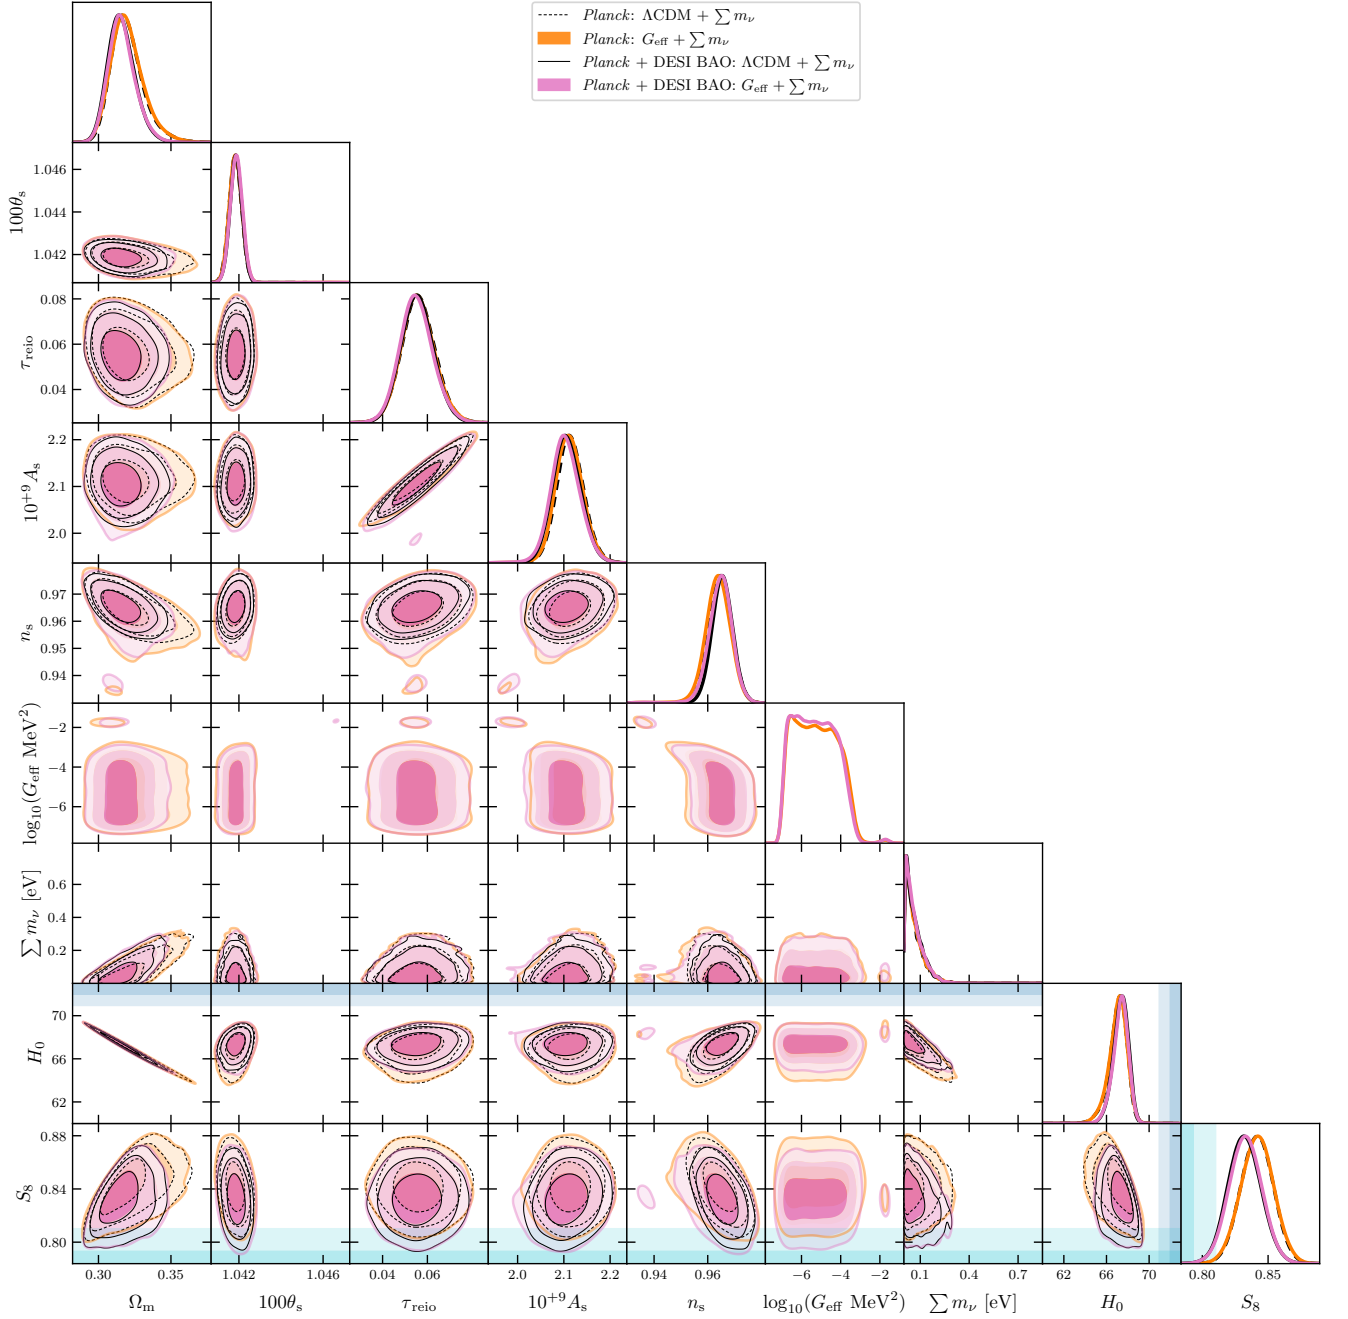 Planck: ΛCDM + ∑ mν
Planck: Geff + ∑ mν
Planck + DESI BAO: ΛCDM + ∑ mν
Planck + DESI BAO: Geff + ∑ mν
100θs
1.046
1.044
1.042
τreio
0.08
0.06
0.04
10⁺⁹As
2.2
2.1
2.0
ns
0.97
0.96
0.95
0.94
log₁₀(Geff MeV²)
−2
−4
−6
∑ mν [eV]
0.6
0.4
0.2
H₀
70
66
62
S₈
0.88
0.84
0.80
0.30 0.35 1.042 1.046 0.04 0.06 2.0 2.1 2.2 0.94 0.96 −6 −4 −2 0.1 0.4 0.7 62 66 70 0.80 0.85
Ωm 100θs τreio 10⁺⁹As ns log₁₀(Geff MeV²) ∑ mν [eV] H₀ S₈